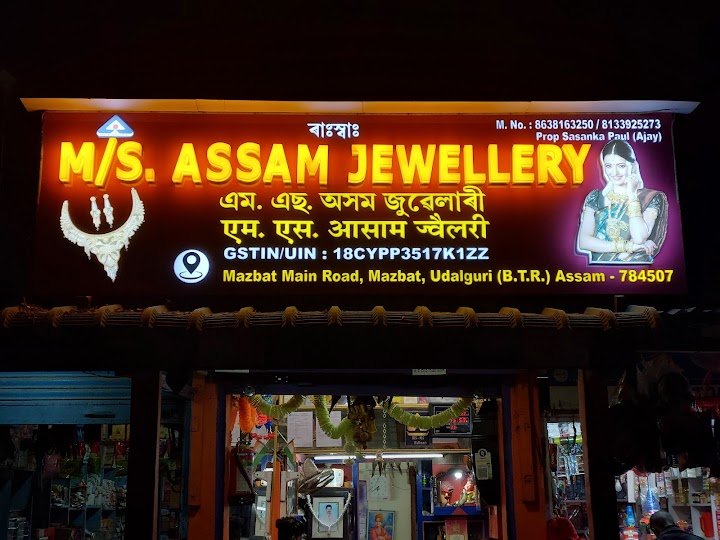 ৰাঃস্বাঃ
M. No. : 8638163250 / 8133925273
Prop Sasanka Paul (Ajay)
M/S. ASSAM JEWELLERY
এম. এছ. অসম জুৱেলাৰী
एम. एस. आसाम ज्वैलरी
GSTIN/UIN : 18CYPP3517K1ZZ
Mazbat Main Road, Mazbat, Udalguri (B.T.R.) Assam - 784507